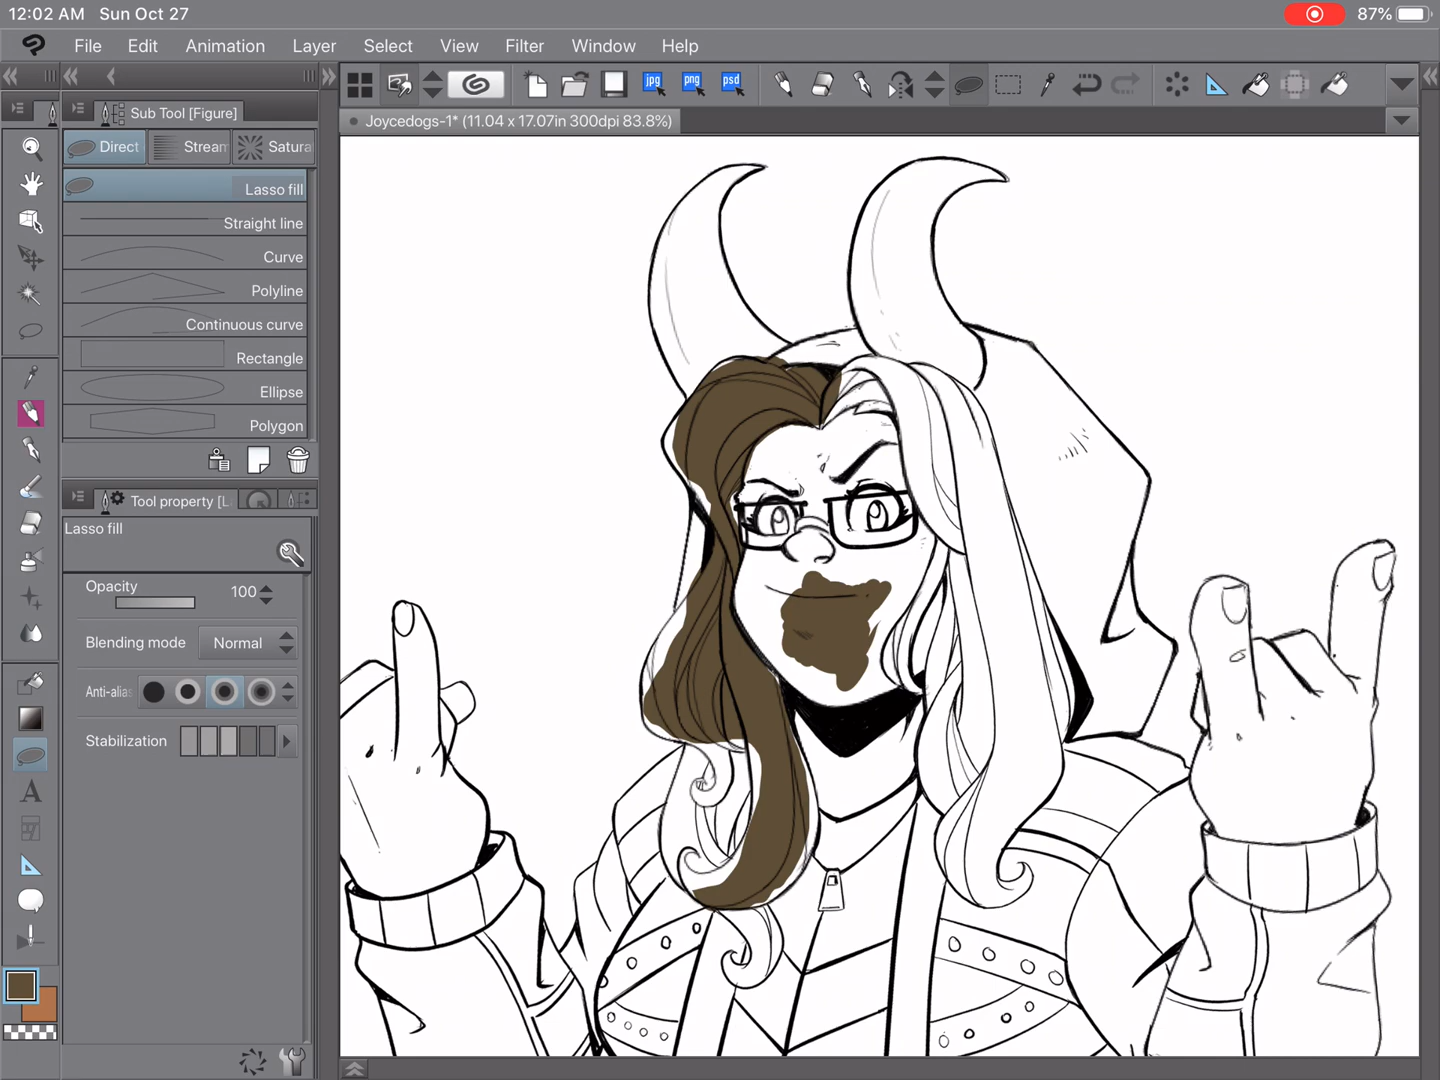 12:02 AM Sun Oct 27
87%
File Edit Animation Layer Select View Filter Window Help
jpg png psd
Sub Tool [Figure]
Joycedogs-1* (11.04 x 17.07in 300dpi 83.8%)
Direct Strean Satura
Lasso fill
Straight line
Curve
Polyline
Continuous curve
Rectangle
Ellipse
Polygon
Tool property [L
Lasso fill
Opacity 100
Blending mode Normal
Anti-alias
Stabilization
A